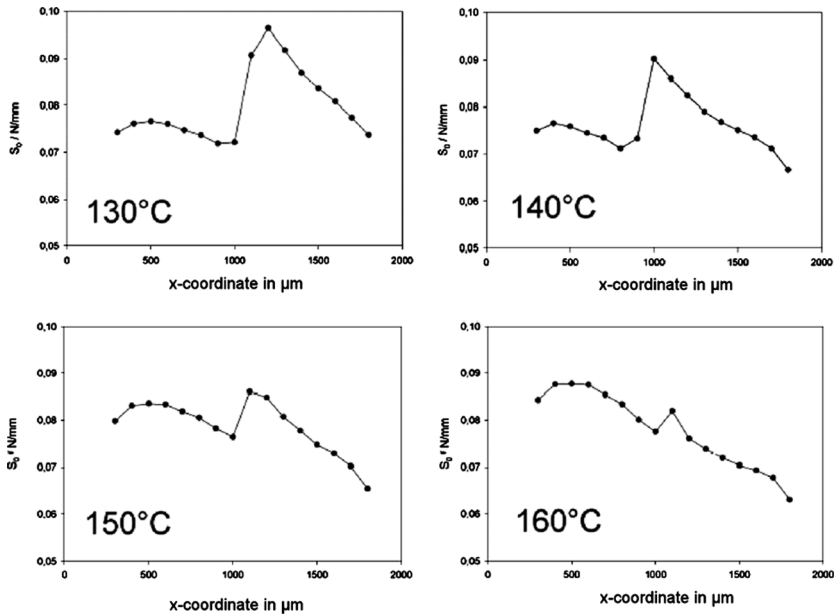 0,10
0,09
0,08
0,07
0,06
0,05
S₀ / N/mm
130°C
0 500 1000 1500 2000
x-coordinate in µm
0,10
0,09
0,08
0,07
0,06
0,05
S₀ / N/mm
140°C
0 500 1000 1500 2000
x-coordinate in µm
0,10
0,09
0,08
0,07
0,06
0,05
S₀ ' N/mm
150°C
0 500 1000 1500 2000
x-coordinate in µm
0,10
0,09
0,08
0,07
0,06
0,05
S₀ ' N/mm
160°C
0 500 1000 1500 2000
x-coordinate in µm